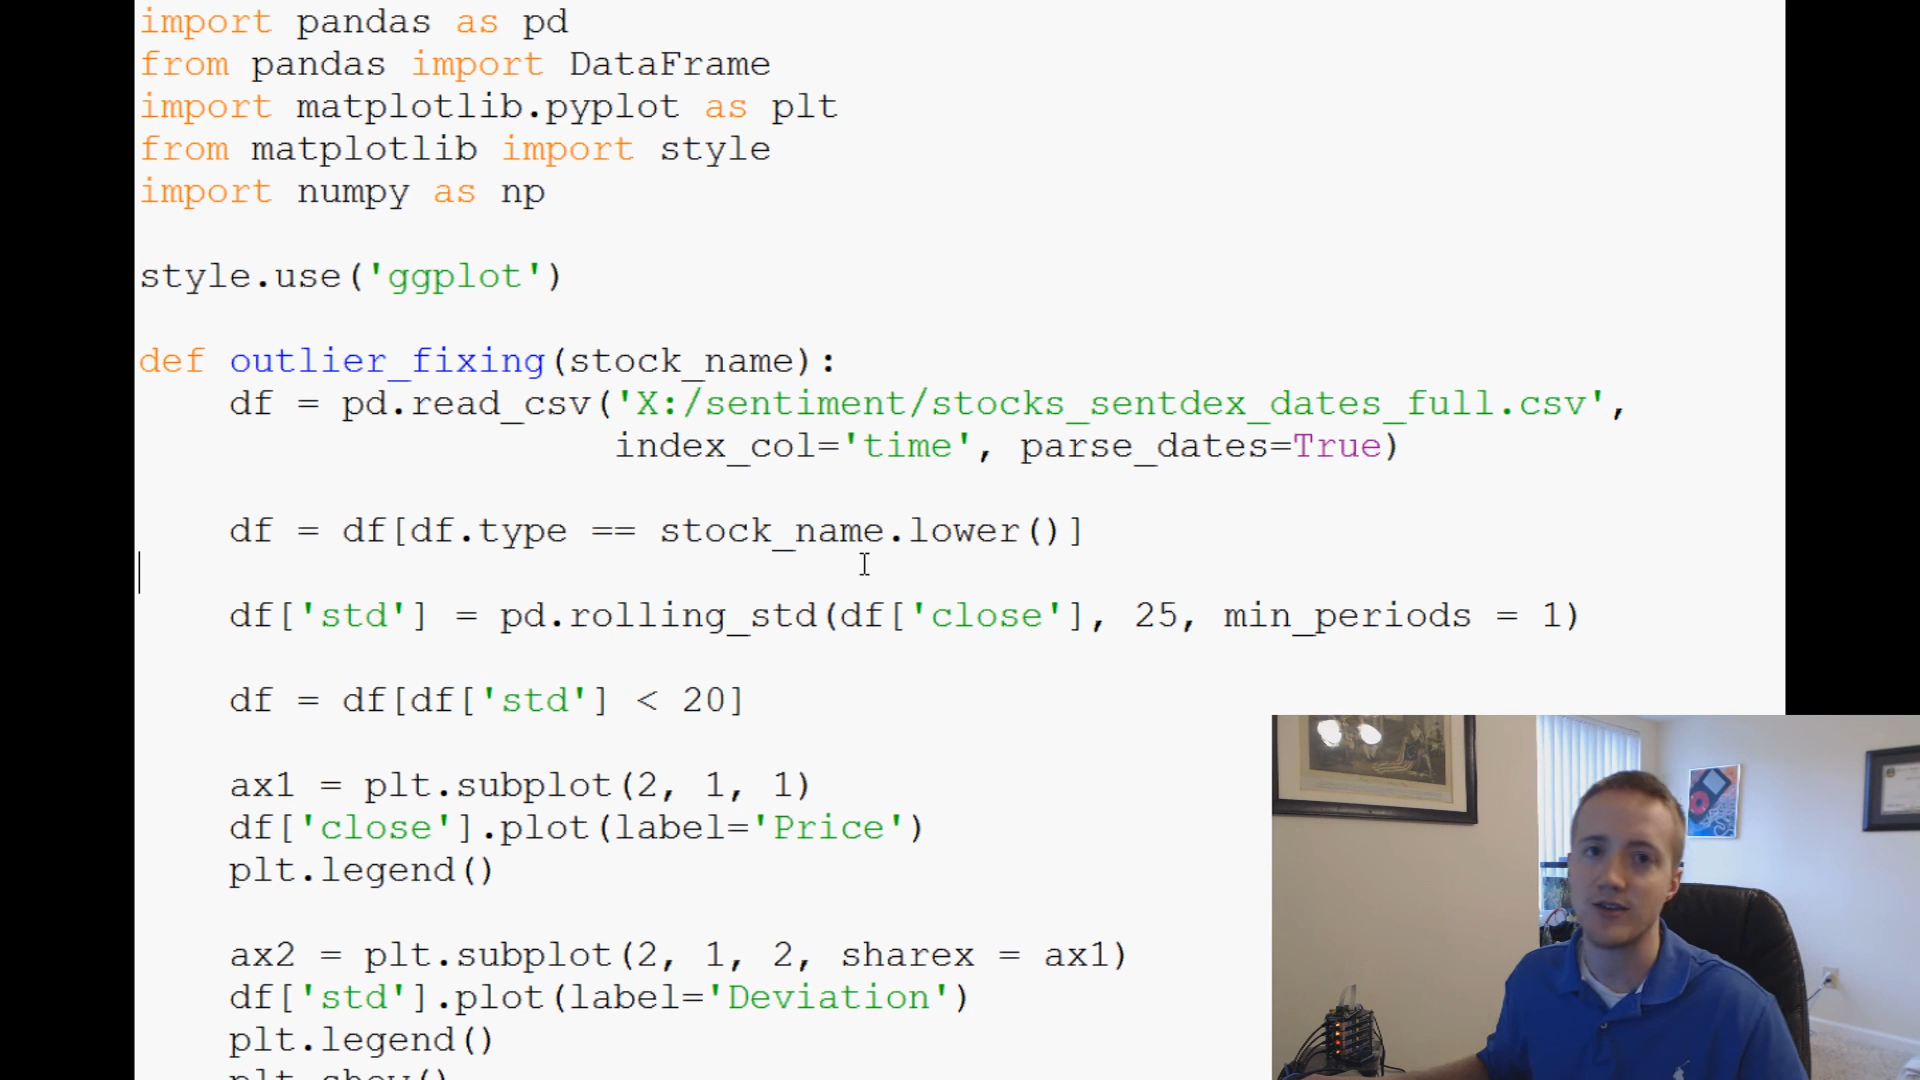 import pandas as pd
from pandas import DataFrame
import matplotlib.pyplot as plt
from matplotlib import style
import numpy as np
style.use('ggplot')
def outlier_fixing(stock_name):
df = pd.read_csv('X:/sentiment/stocks_sentdex_dates_full.csv',
index_col='time', parse_dates=True)
df = df[df.type == stock_name.lower()]
df['std'] = pd.rolling_std(df['close'], 25, min_periods = 1)
df = df[df['std'] < 20]
ax1 = plt.subplot(2, 1, 1)
df['close'].plot(label='Price')
plt.legend()
ax2 = plt.subplot(2, 1, 2, sharex = ax1)
df['std'].plot(label='Deviation')
plt.legend()
plt.show()